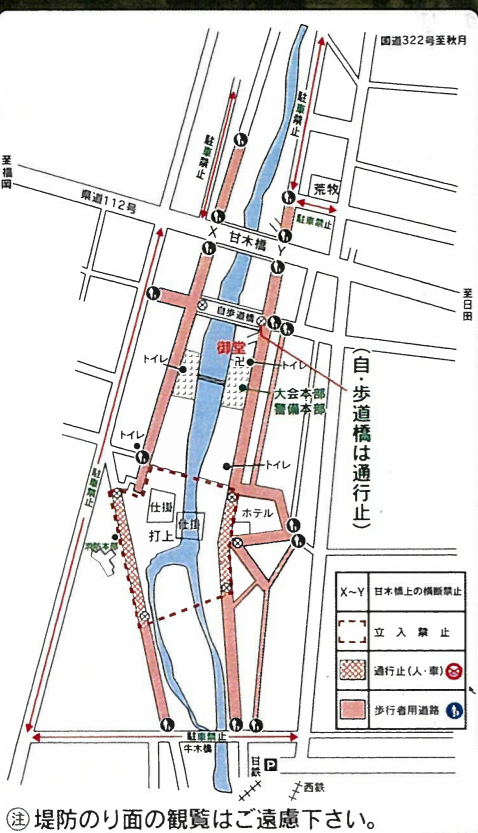 国道322号至秋月
至福岡
県道112号
駐車禁止
駐車禁止
荒牧
駐車禁止
X 甘木橋 Y
至日田
自歩道橋
御堂
卍
トイレ
トイレ
大会本部
警備本部
(自・歩道橋は通行止)
トイレ
トイレ
駐車禁止
仕掛
仕掛
打上
ホテル
消防本部
X~Y 甘木橋上の横断禁止
立入禁止
通行止(人・車)
歩行者用道路
駐車禁止
牛木橋
甘鉄
P
西鉄
注 堤防のり面の観覧はご遠慮下さい。